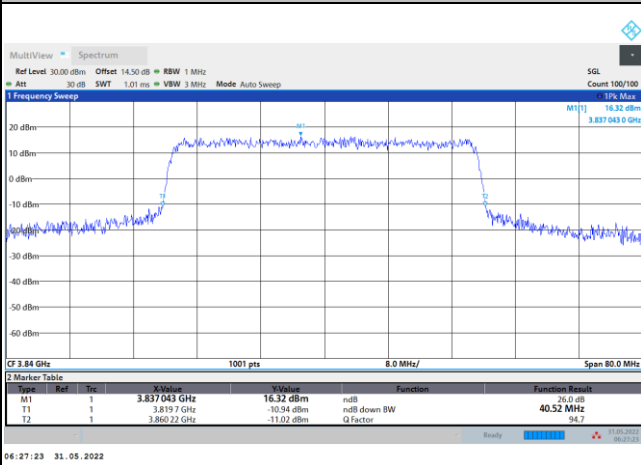 MultiView Spectrum
Ref Level 30.00 dBm Offset 14.50 dB RBW 1 MHz SGL
Att 30 dB SWT 1.01 ms VBW 3 MHz Mode Auto Sweep Count 100/100
1 Frequency Sweep 1Pk Max
M1[1] 16.32 dBm
3.837 043 0 GHz
M1
20 dBm
10 dBm
0 dBm
T1 T2
-10 dBm
-20 dBm
-30 dBm
-40 dBm
-50 dBm
-60 dBm
CF 3.84 GHz 1001 pts 8.0 MHz/ Span 80.0 MHz
2 Marker Table
Type Ref Trc X-Value Y-Value Function Function Result
M1 1 3.837 043 GHz 16.32 dBm ndB 26.0 dB
T1 1 3.819 7 GHz -10.94 dBm ndB down BW 40.52 MHz
T2 1 3.860 22 GHz -11.02 dBm Q Factor 94.7
Ready 31.05.2022
06:27:23
06:27:23 31.05.2022